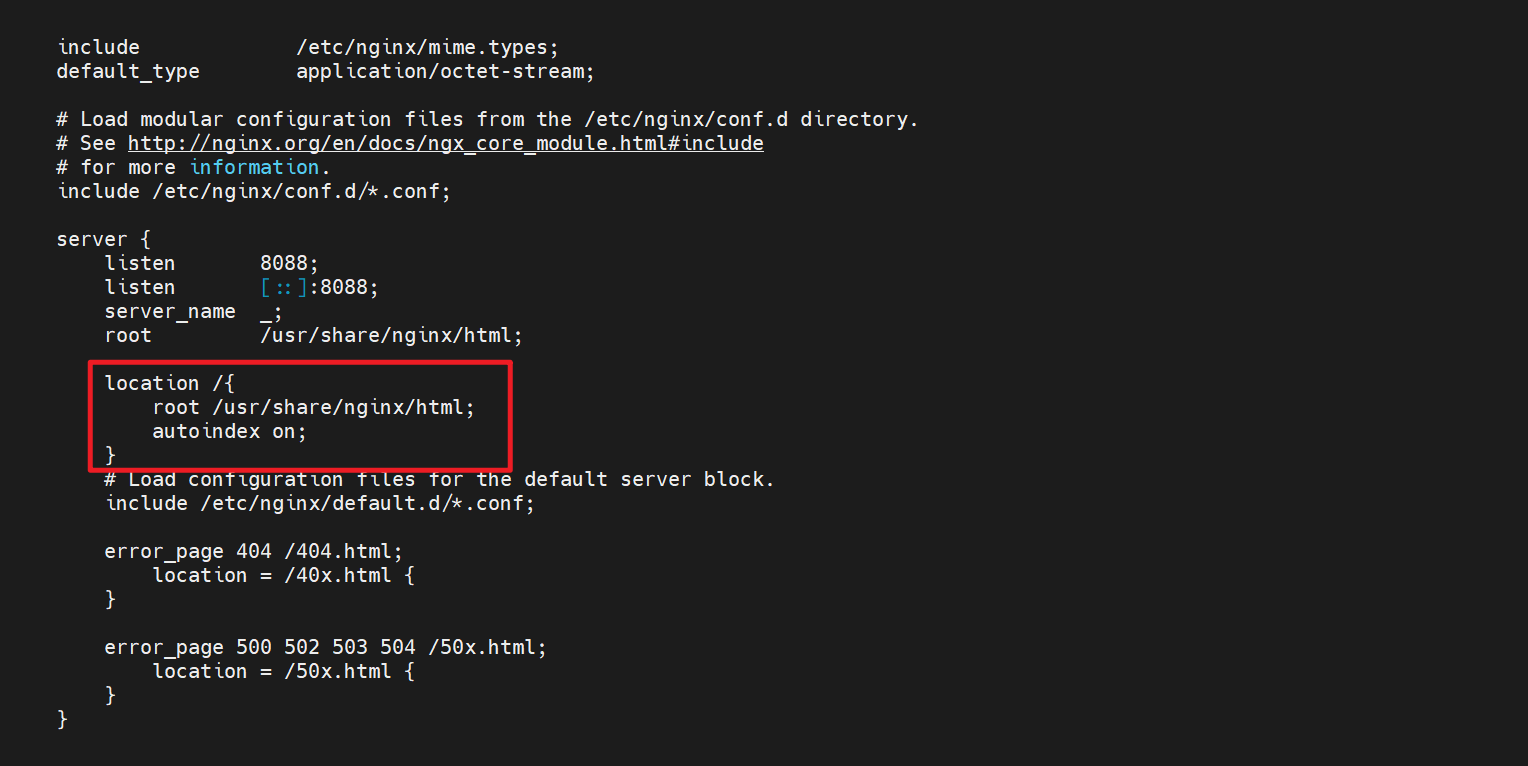 include             /etc/nginx/mime.types;
default_type        application/octet-stream;
# Load modular configuration files from the /etc/nginx/conf.d directory.
# See http://nginx.org/en/docs/ngx_core_module.html#include
# for more information.
include /etc/nginx/conf.d/*.conf;
server {
    listen       8088;
    listen       [::]:8088;
    server_name  _;
    root         /usr/share/nginx/html;
    location /{
        root /usr/share/nginx/html;
        autoindex on;
    }
    # Load configuration files for the default server block.
    include /etc/nginx/default.d/*.conf;
    error_page 404 /404.html;
        location = /40x.html {
    }
    error_page 500 502 503 504 /50x.html;
        location = /50x.html {
    }
}